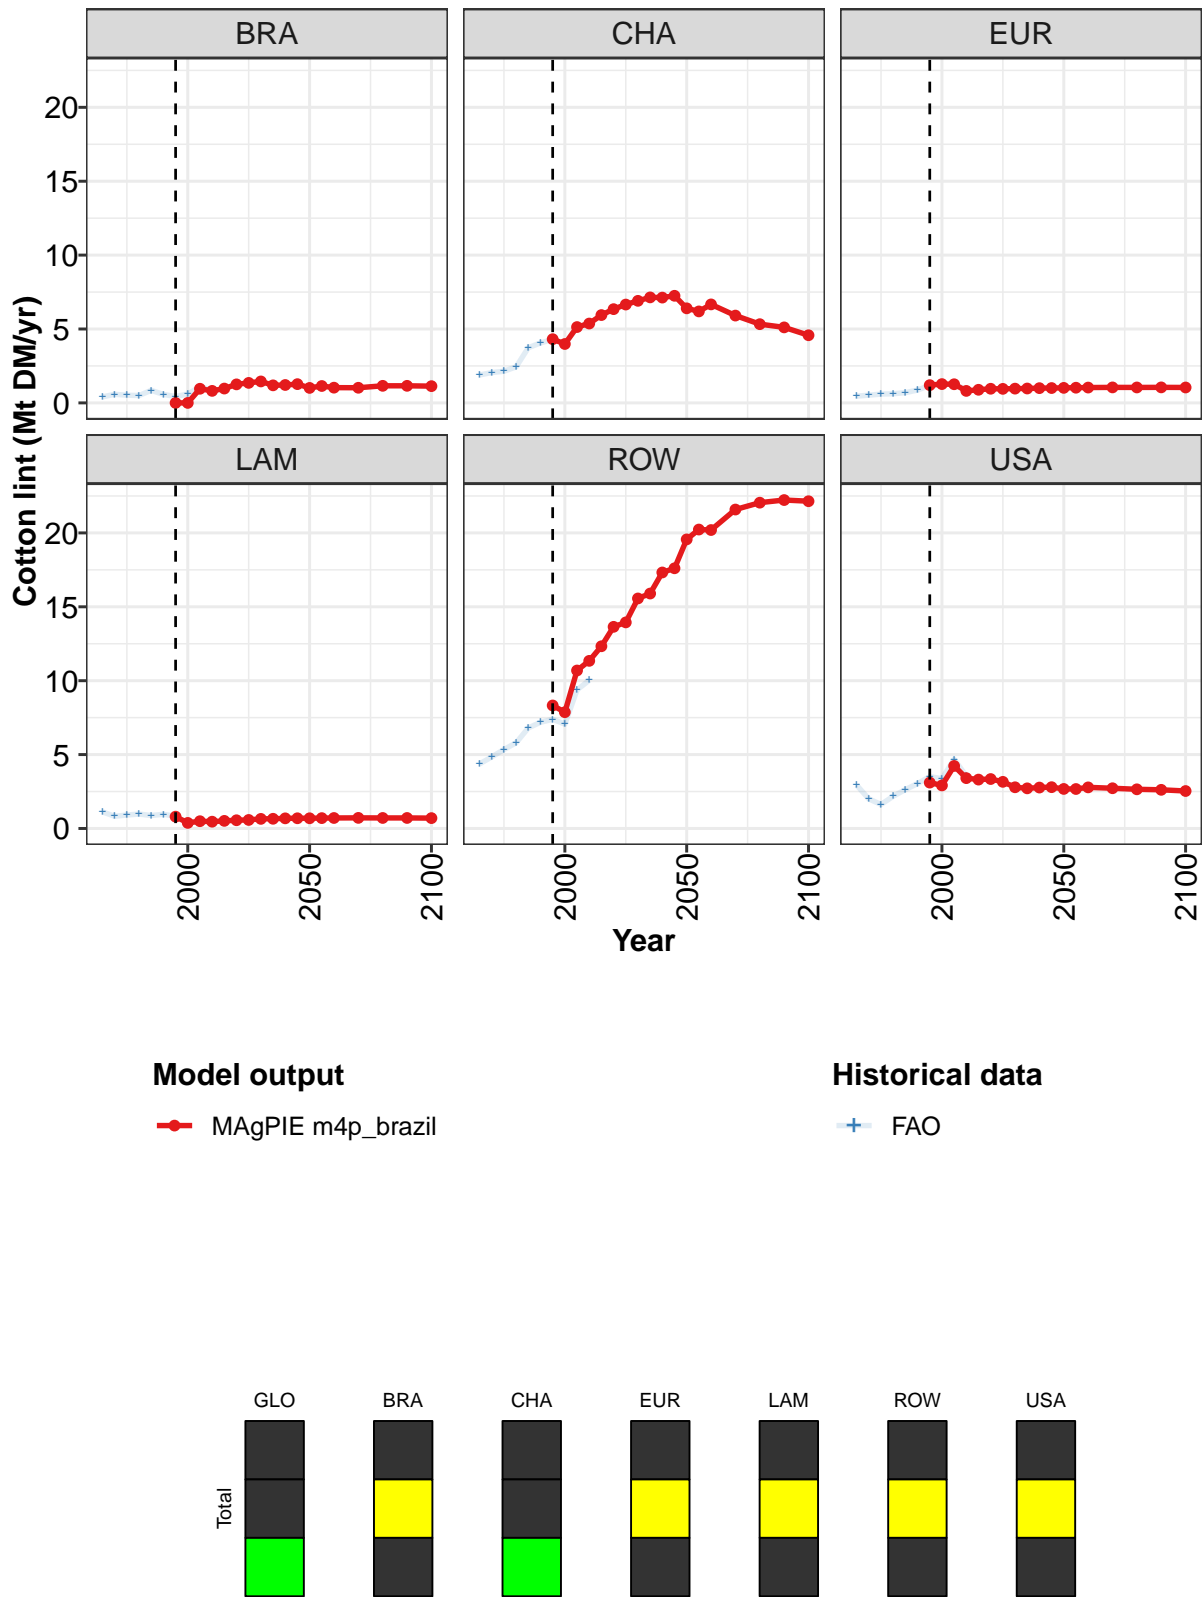 BRA CHA EUR
20
15
10
5
0
LAM ROW USA
20
15
10
5
0
Cotton lint (Mt DM/yr)
2000 2050 2100 2000 2050 2100 2000 2050 2100
Year
Model output Historical data
MAgPIE m4p_brazil FAO
GLO BRA CHA EUR LAM ROW USA
Total